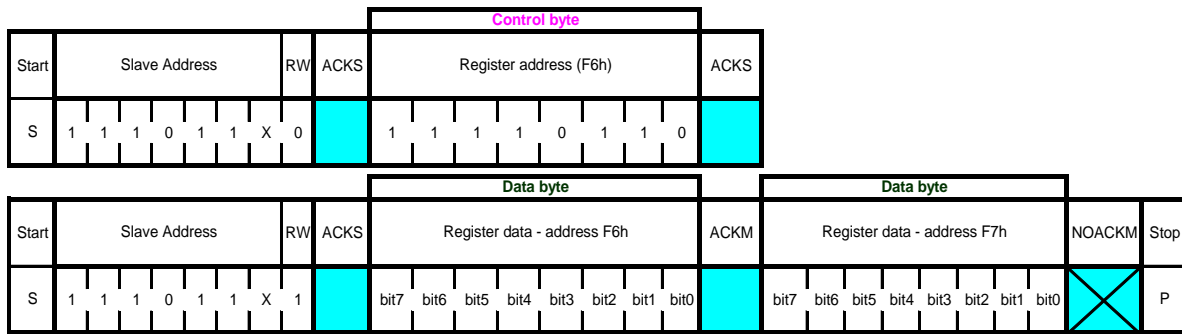 Control byte
Start Slave Address RW ACKS Register address (F6h) ACKS
S 1 1 1 0 1 1 X 0 1 1 1 1 0 1 1 0
Data byte Data byte
Start Slave Address RW ACKS Register data - address F6h ACKM Register data - address F7h NOACKM Stop
S 1 1 1 0 1 1 X 1 bit7 bit6 bit5 bit4 bit3 bit2 bit1 bit0 bit7 bit6 bit5 bit4 bit3 bit2 bit1 bit0 P